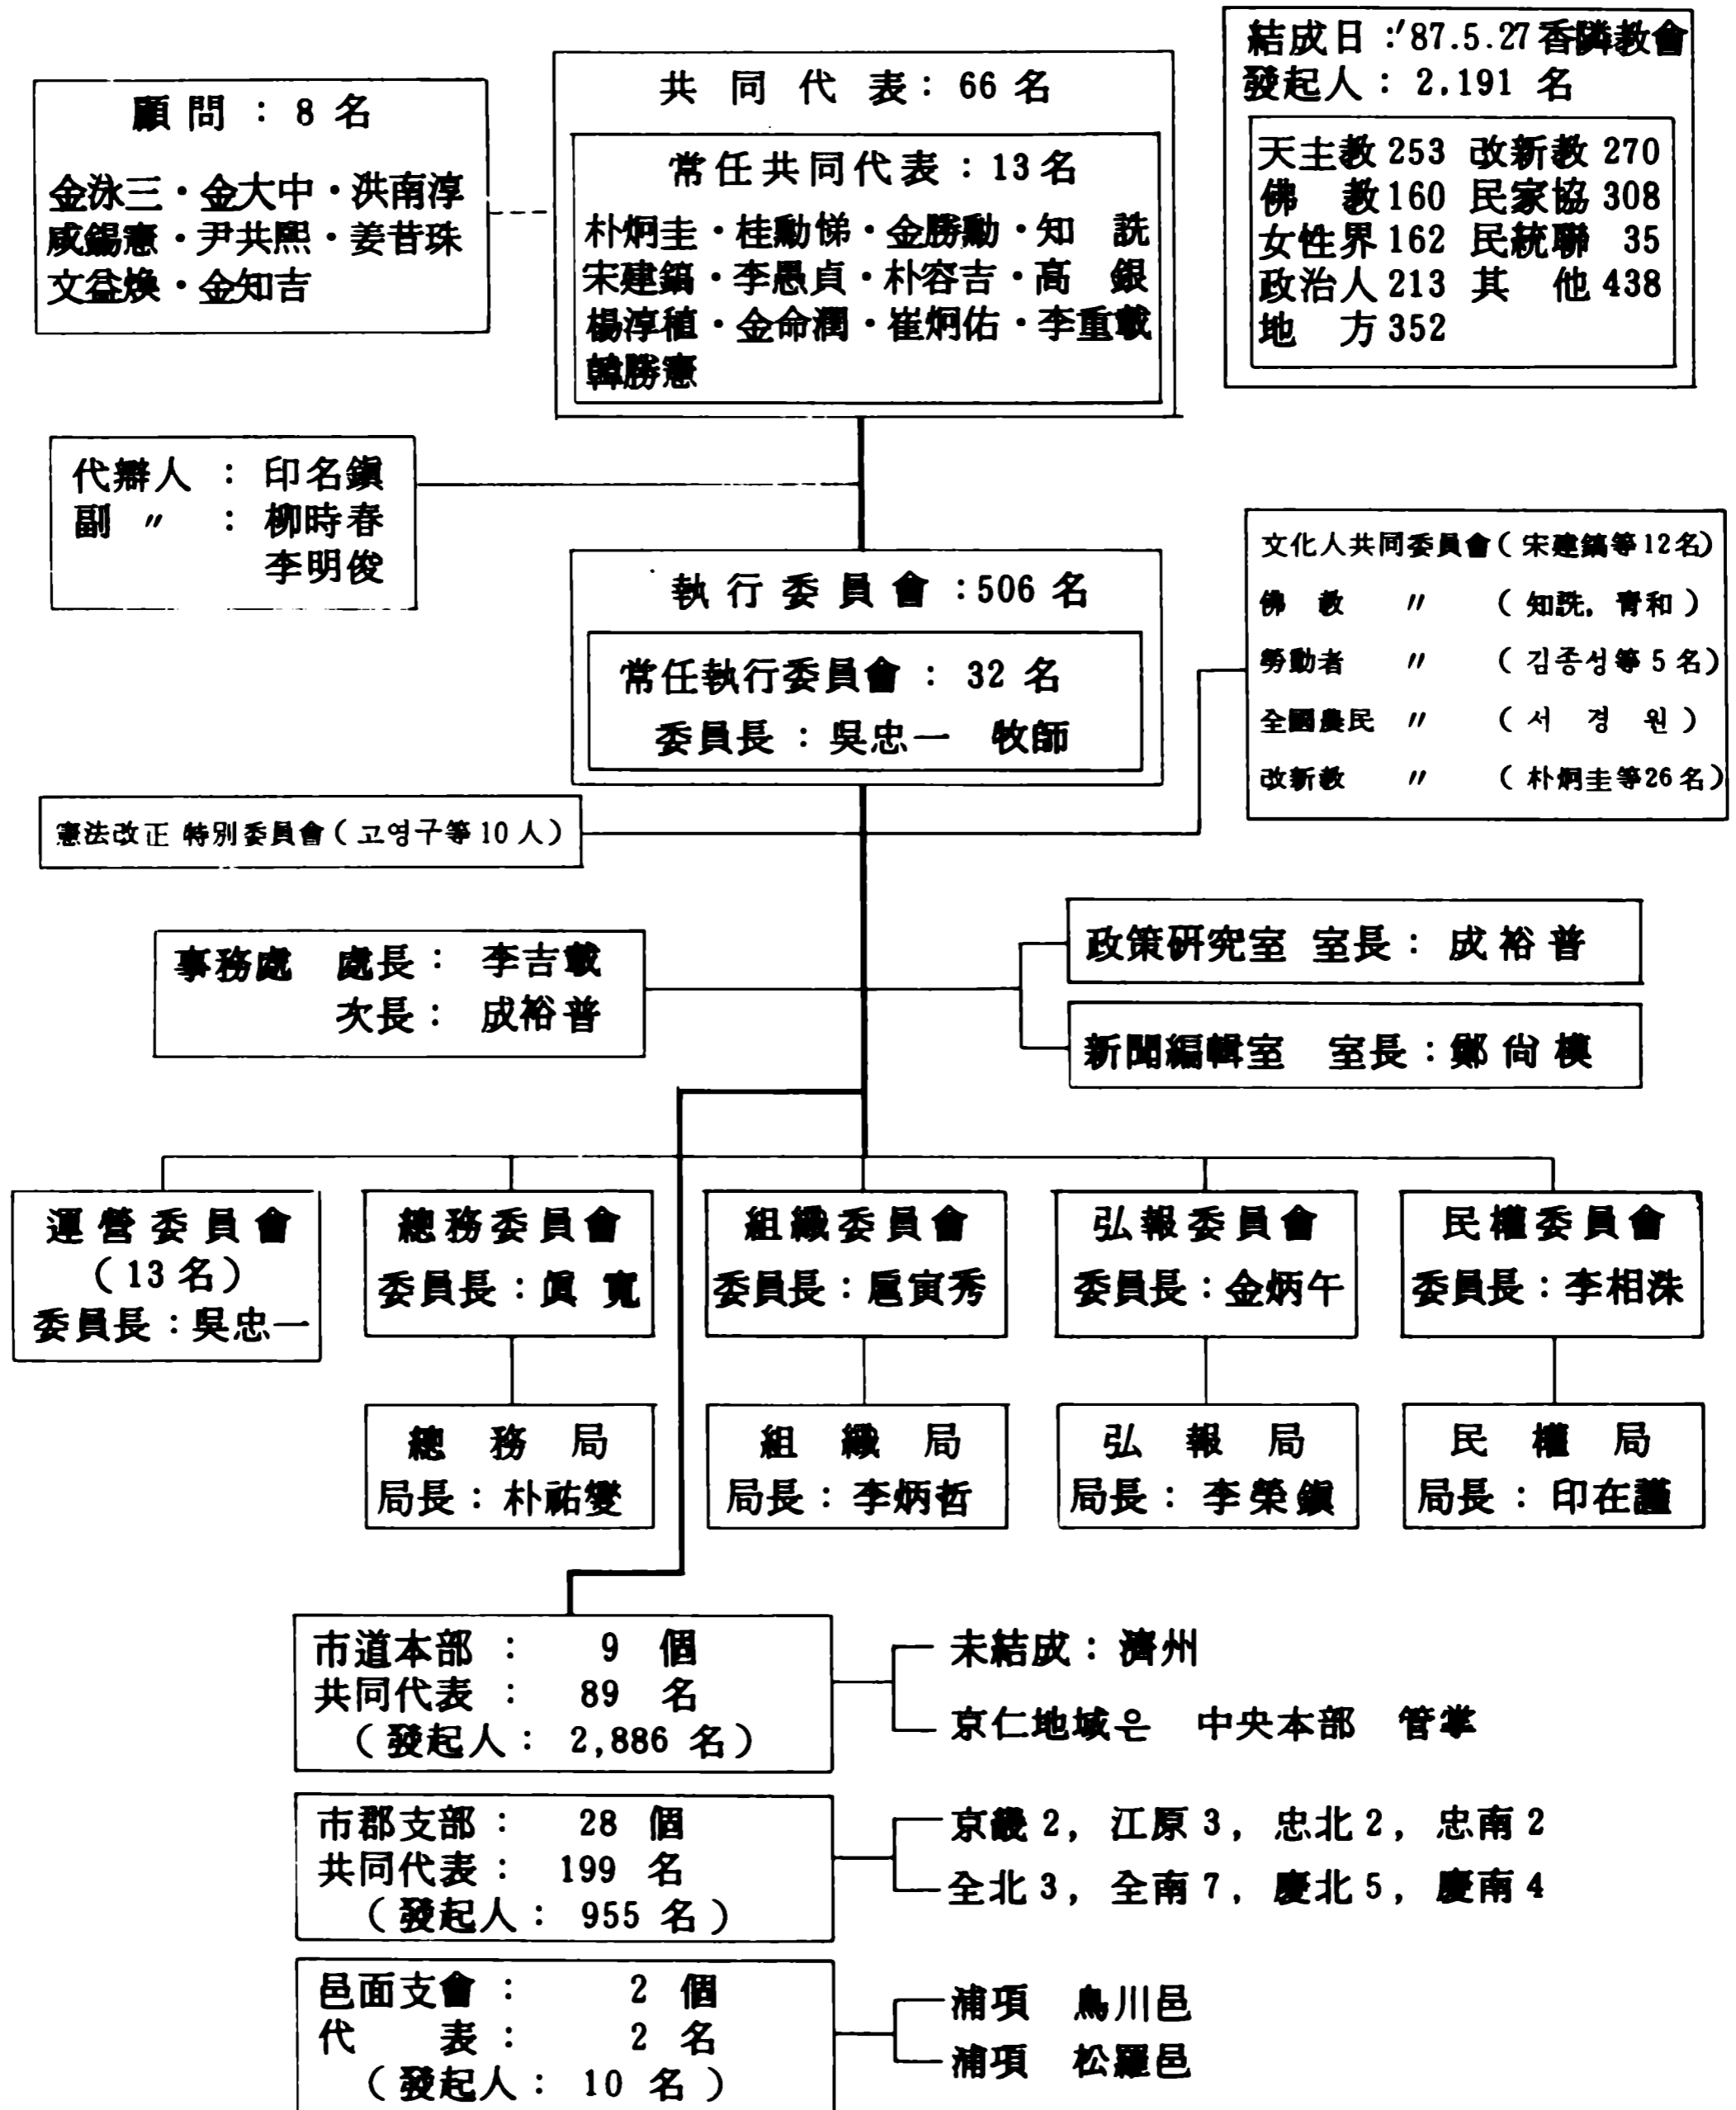 結成日 : '87.5.27 香隣教會
發起人 : 2.191 名
天主教 253 改新教 270
佛 教 160 民家協 308
女性界 162 民統聯 35
政治人 213 其 他 438
地 方 352
顧問 : 8 名
金泳三・金大中・洪南淳
咸錫憲・尹共熙・姜昔珠
文益煥・金知吉
共同代表 : 66 名
常任共同代表 : 13 名
朴炯圭・桂勳悌・金勝勳・知 詵
宋建鎬・李愚貞・朴容吉・高 銀
楊淳稙・金命潤・崔炯佑・李重載
韓勝憲
代辯人 : 印名鎭
副 〃 : 柳時春
李明俊
執行委員會 : 506 名
常任執行委員會 : 32 名
委員長 : 吳忠一 牧師
文化人共同委員會 ( 宋建鎬等12名)
佛 教 〃 ( 知詵, 靑和 )
勞動者 〃 ( 김종성等 5 名)
全國農民 〃 ( 서 경 원 )
改新教 〃 ( 朴炯圭等26名)
憲法改正 特別委員會 ( 고영구等 10 人 )
事務處 處長 : 李吉載
次長 : 成裕普
政策硏究室 室長 : 成裕普
新聞編輯室 室長 : 鄭尙模
運營委員會
( 13 名 )
委員長 : 吳忠一
總務委員會
委員長 : 眞 寬
組織委員會
委員長 : 扈寅秀
弘報委員會
委員長 : 金炳午
民權委員會
委員長 : 李相洙
總務局
局長 : 朴祐燮
組織局
局長 : 李炳哲
弘報局
局長 : 李榮鎭
民權局
局長 : 印在謹
市道本部 : 9 個
共同代表 : 89 名
( 發起人 : 2,886 名 )
未結成 : 濟州
京仁地域은 中央本部 管掌
市郡支部 : 28 個
共同代表 : 199 名
( 發起人 : 955 名 )
京畿 2, 江原 3, 忠北 2, 忠南 2
全北 3, 全南 7, 慶北 5, 慶南 4
邑面支會 : 2 個
代 表 : 2 名
( 發起人 : 10 名 )
浦項 烏川邑
浦項 松羅邑